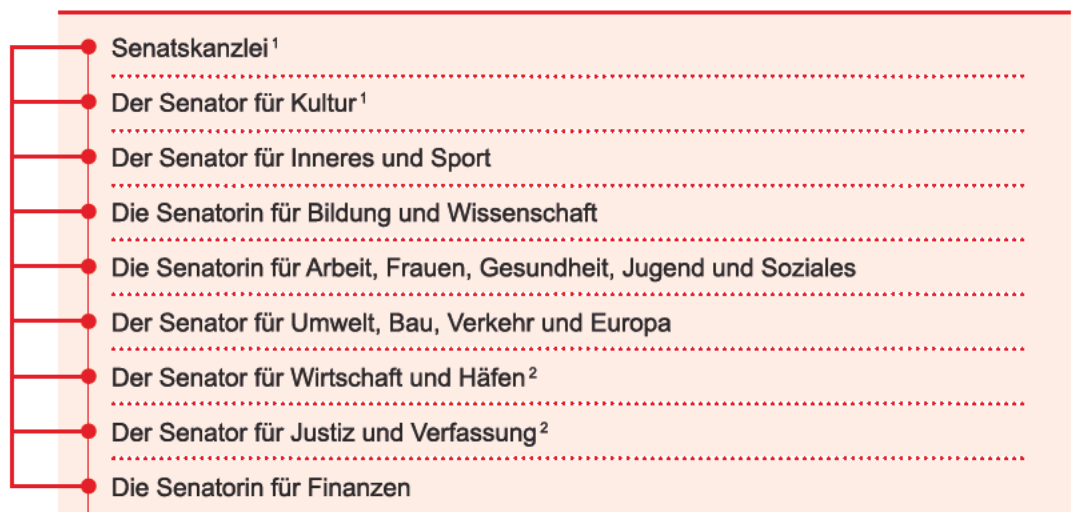 Senatskanzlei¹
Der Senator für Kultur¹
Der Senator für Inneres und Sport
Die Senatorin für Bildung und Wissenschaft
Die Senatorin für Arbeit, Frauen, Gesundheit, Jugend und Soziales
Der Senator für Umwelt, Bau, Verkehr und Europa
Der Senator für Wirtschaft und Häfen²
Der Senator für Justiz und Verfassung²
Die Senatorin für Finanzen